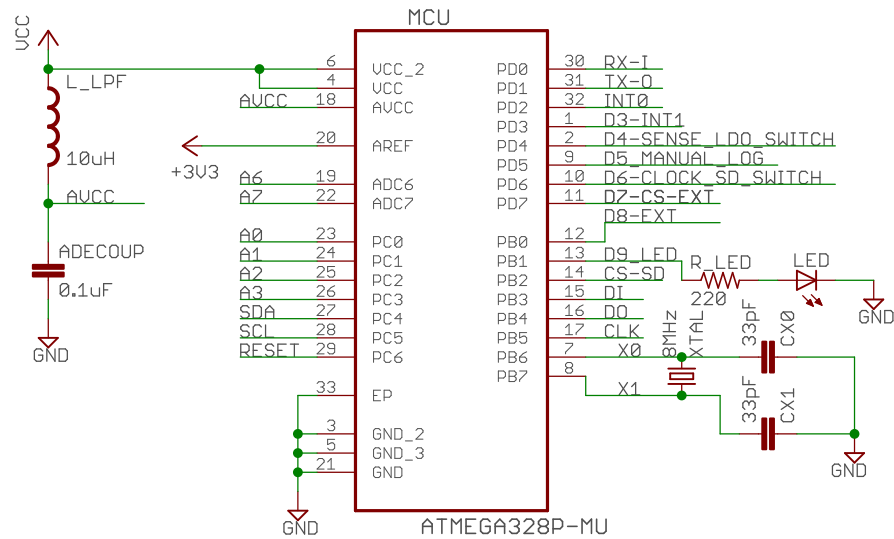 MCU
VCC
L_LPF
10uH
AVCC
ADECOUP
0.1uF
GND
+3V3
6 VCC_2
4 VCC
AVCC 18 AVCC
20 AREF
A6 19 ADC6
A7 22 ADC7
A0 23 PC0
A1 24 PC1
A2 25 PC2
A3 26 PC3
SDA 27 PC4
SCL 28 PC5
RESET 29 PC6
33 EP
3 GND_2
5 GND_3
21 GND
GND
PD0 30 RX-I
PD1 31 TX-O
PD2 32 INT0
PD3 1 D3-INT1
PD4 2 D4-SENSE_LDO_SWITCH
PD5 9 D5_MANUAL_LOG
PD6 10 D6-CLOCK_SD_SWITCH
PD7 11 D7-CS-EXT
D8-EXT
PB0 12
PB1 13 D9_LED
PB2 14 CS-SD
PB3 15 DI
PB4 16 DO
PB5 17 CLK
PB6 7 X0
PB7 8 X1
R_LED
220
LED
GND
8MHz
XTAL
33pF
CX0
33pF
CX1
GND
ATMEGA328P-MU